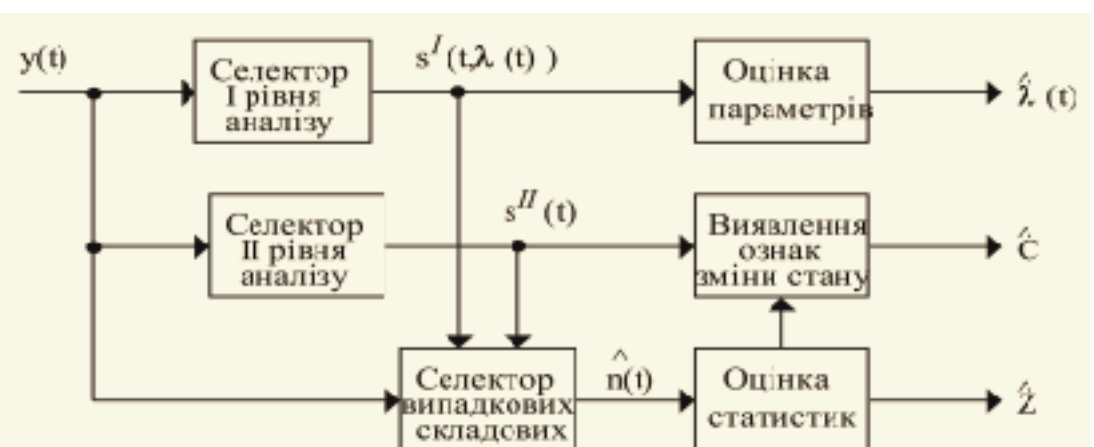 y(t)
Селектор
I рівня
аналізу
s^I (t,λ (t) )
Оцінка
параметрів
λ̂ (t)
Селектор
II рівня
аналізу
s^II (t)
Виявлення
ознак
зміни стану
Ĉ
Селектор
випадкових
складових
n̂(t)
Оцінка
статистик
Ẑ